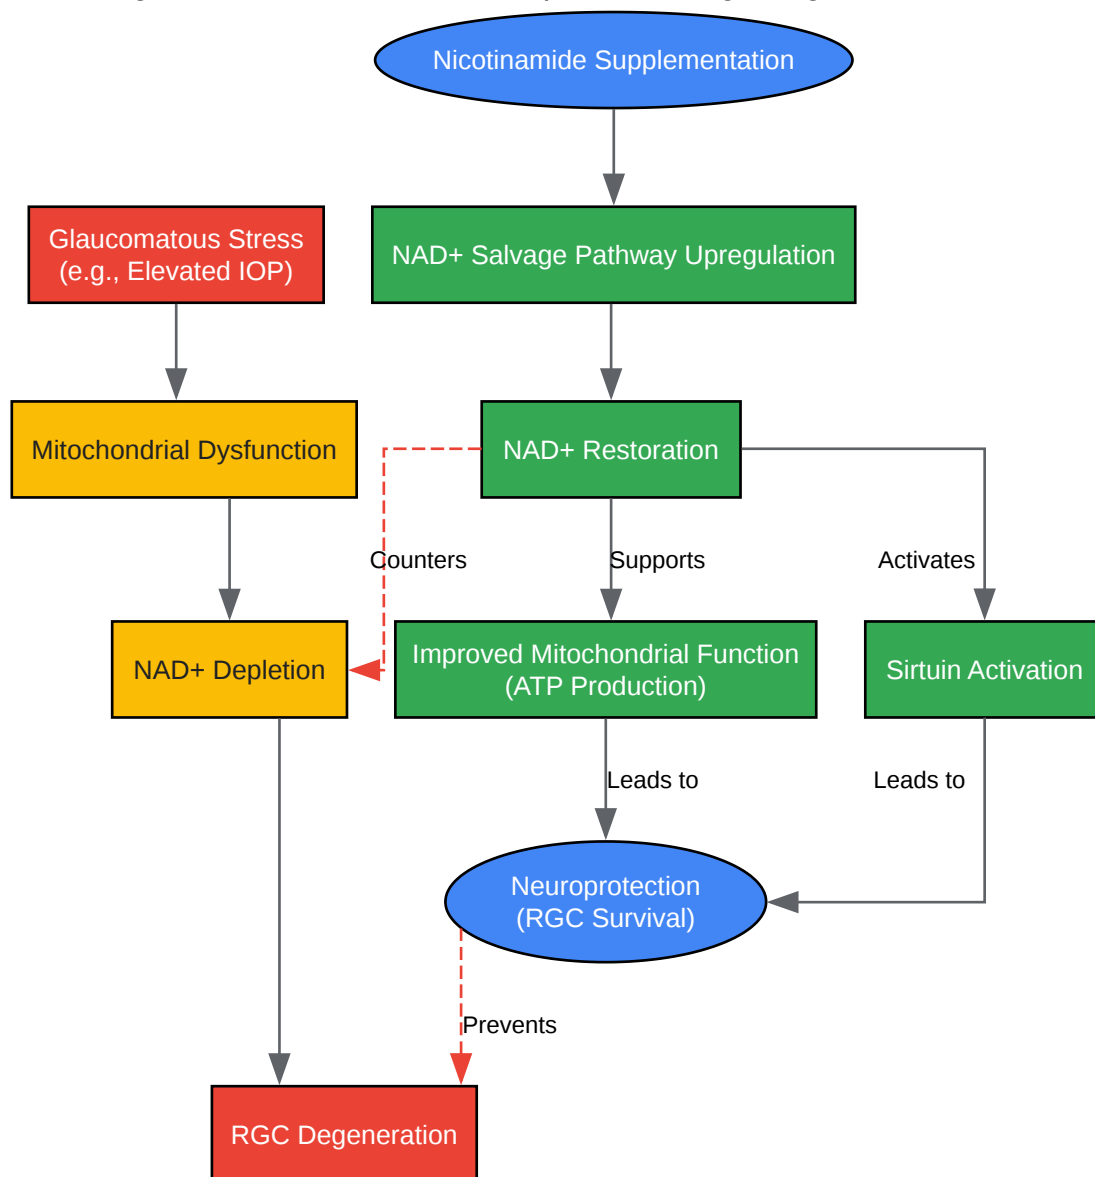 Nicotinamide Supplementation
Glaucomatous Stress
(e.g., Elevated IOP)
NAD+ Salvage Pathway Upregulation
Mitochondrial Dysfunction
NAD+ Restoration
Counters
Supports
Activates
NAD+ Depletion
Improved Mitochondrial Function
(ATP Production)
Sirtuin Activation
Leads to
Leads to
Neuroprotection
(RGC Survival)
Prevents
RGC Degeneration